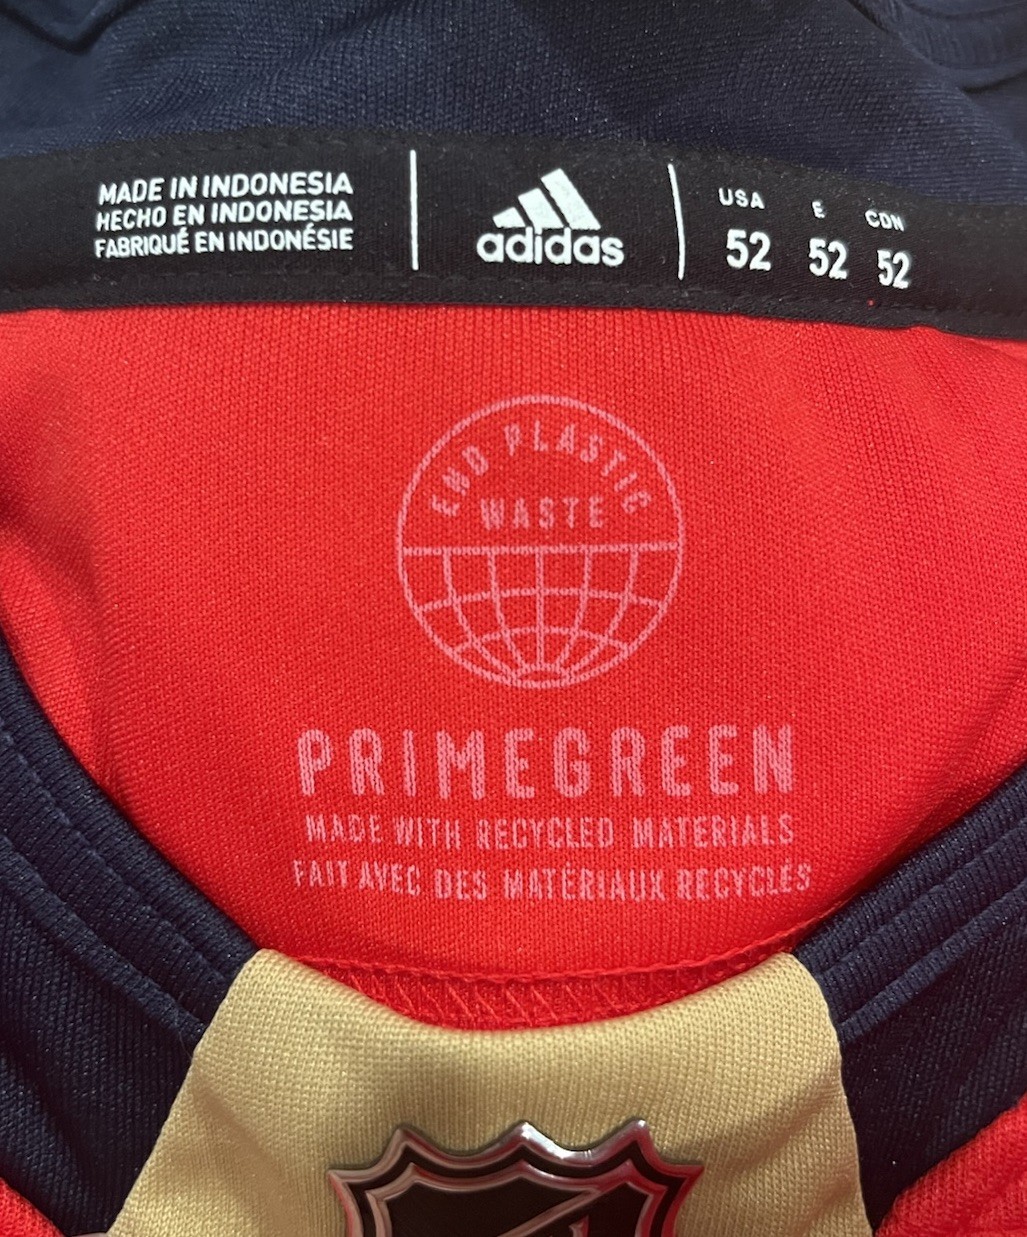 MADE IN INDONESIA
HECHO EN INDONESIA
FABRIQUÉ EN INDONÉSIE
adidas
USA E CDN
52 52 52
END PLASTIC
WASTE
PRIMEGREEN
MADE WITH RECYCLED MATERIALS
FAIT AVEC DES MATÉRIAUX RECYCLÉS